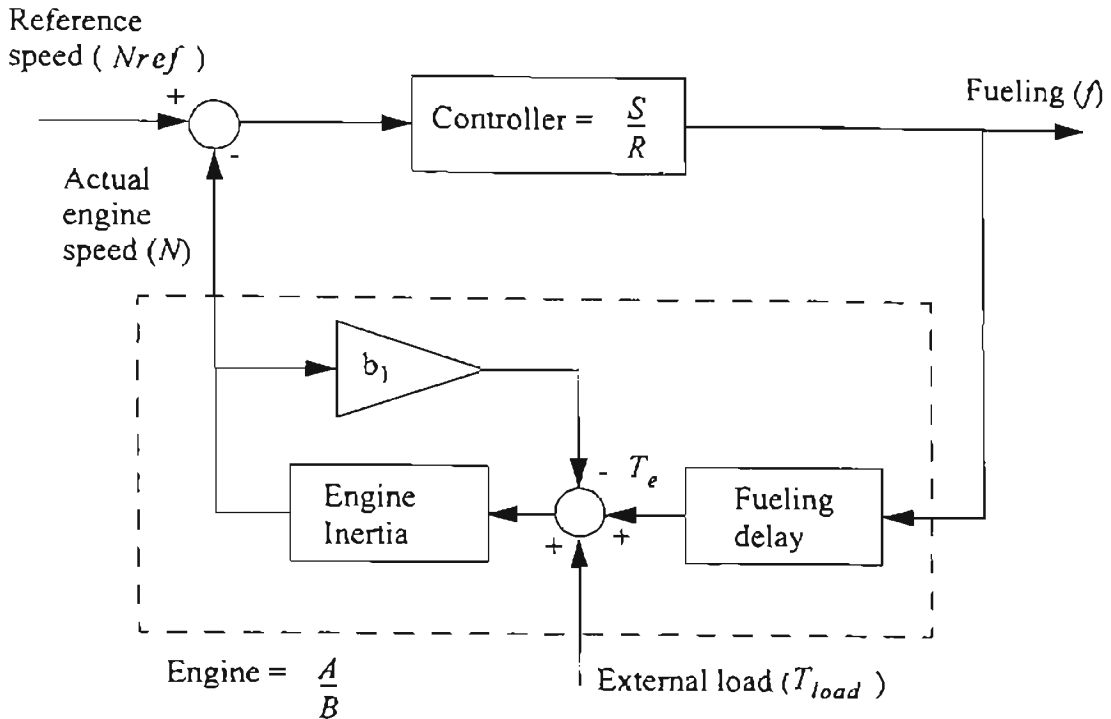 Reference
speed ( Nref )
+
-
Controller = S
R
Fueling (f)
Actual
engine
speed (N)
b1
- Te
Engine
Inertia
+
+
Fueling
delay
Engine = A
B
External load (Tload )